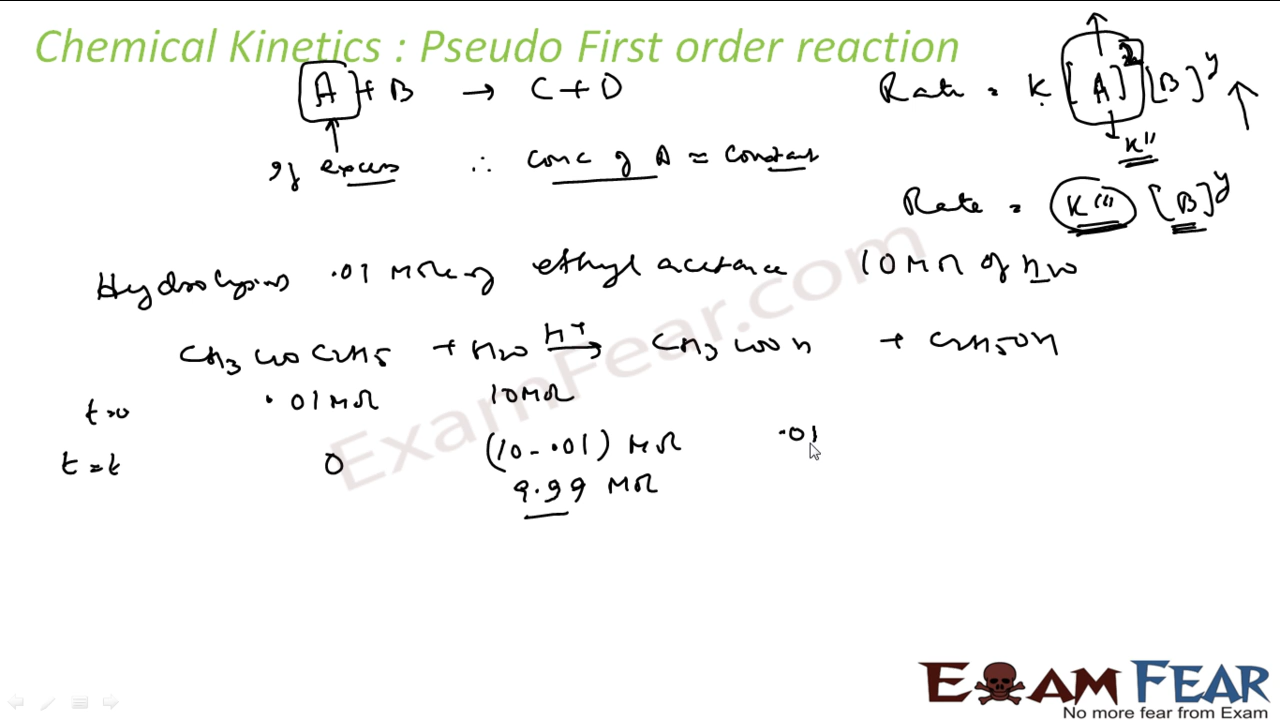 Chemical Kinetics : Pseudo First order reaction
A + B → C + D
Rate = K [A]² [B]^y
K''
If excess ∴ conc of A ≈ constant
Rate = K''' [B]^y
Hydrolysis .01 Mole of ethyl acetance 10 Mol of H2O
CH3COOC2H5 + H2O H+ → CH3COOH + C2H5OH
t=0 .01 Mol 10 Mol
t=t 0 (10-.01) Mol .01
9.99 Mol
ExamFear.com
EXAM FEAR
No more fear from Exam